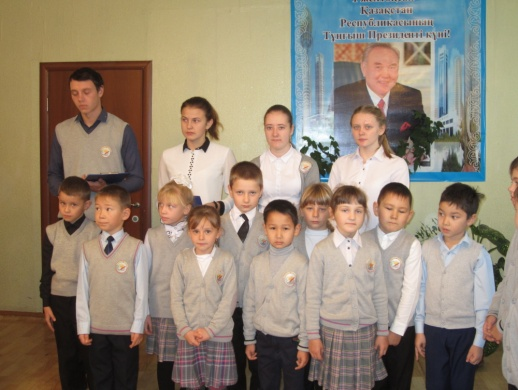 Қазақстан
Республикасының
Тұңғыш Президенті күні!